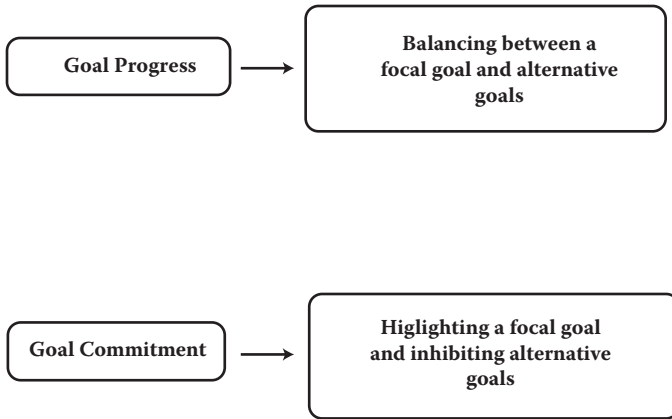 Goal Progress
Balancing between a
focal goal and alternative
goals
Goal Commitment
Higlighting a focal goal
and inhibiting alternative
goals